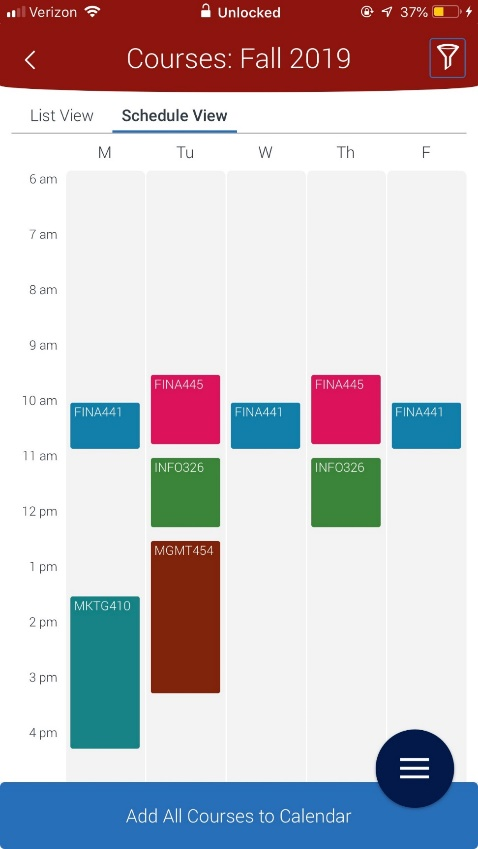 Verizon Unlocked 37%
Courses: Fall 2019
List View Schedule View
M Tu W Th F
6 am
7 am
8 am
9 am
FINA445 FINA445
10 am
FINA441 FINA441 FINA441
11 am
INFO326 INFO326
12 pm
MGMT454
1 pm
MKTG410
2 pm
3 pm
4 pm
Add All Courses to Calendar